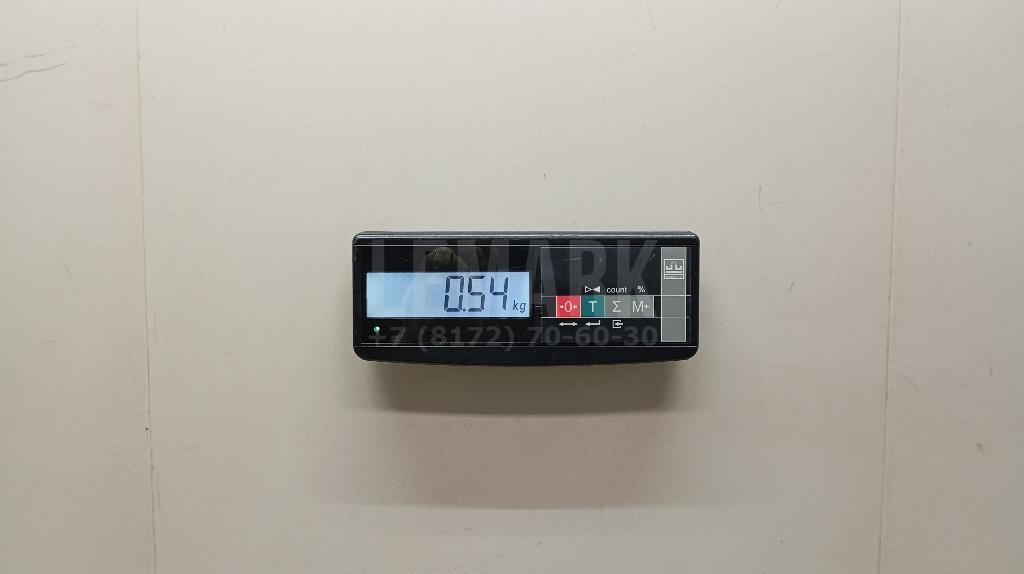 LEMARK
0.54 kg
count %
→0← T Σ M+
+7 (8172) 70-60-30